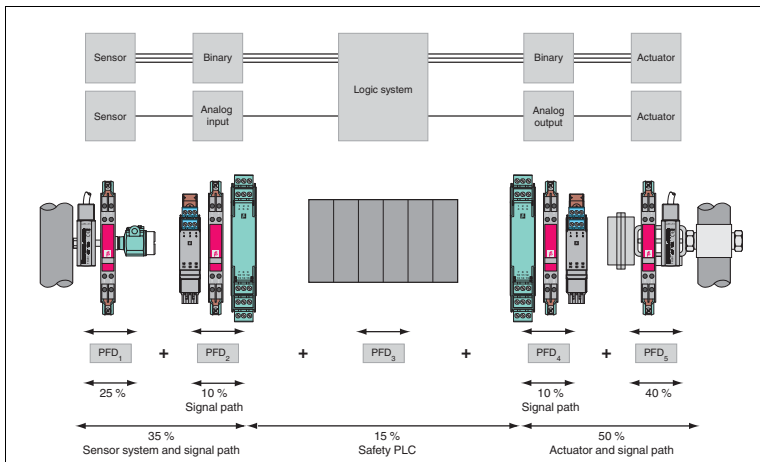 Sensor
Binary
Logic system
Binary
Actuator
Sensor
Analog
input
Analog
output
Actuator
PFD1 + PFD2 + PFD3 + PFD4 + PFD5
25 %
10 %
Signal path
10 %
Signal path
40 %
35 %
Sensor system and signal path
15 %
Safety PLC
50 %
Actuator and signal path